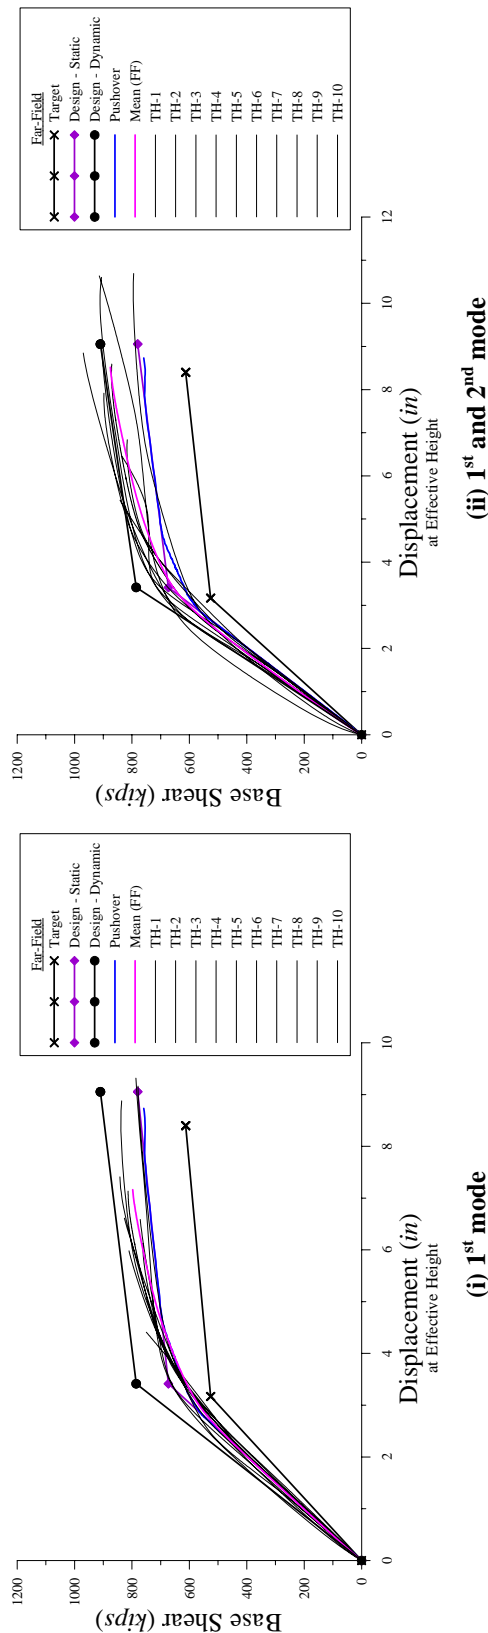 1200
1000
800
600
400
200
0
Base Shear (kips)
0
2
4
6
8
10
Displacement (in)
at Effective Height
Far-Field
Target
Design - Static
Design - Dynamic
Pushover
Mean (FF)
TH-1
TH-2
TH-3
TH-4
TH-5
TH-6
TH-7
TH-8
TH-9
TH-10
(i) 1st mode
1200
1000
800
600
400
200
0
Base Shear (kips)
0
2
4
6
8
10
12
Displacement (in)
at Effective Height
Far-Field
Target
Design - Static
Design - Dynamic
Pushover
Mean (FF)
TH-1
TH-2
TH-3
TH-4
TH-5
TH-6
TH-7
TH-8
TH-9
TH-10
(ii) 1st and 2nd mode